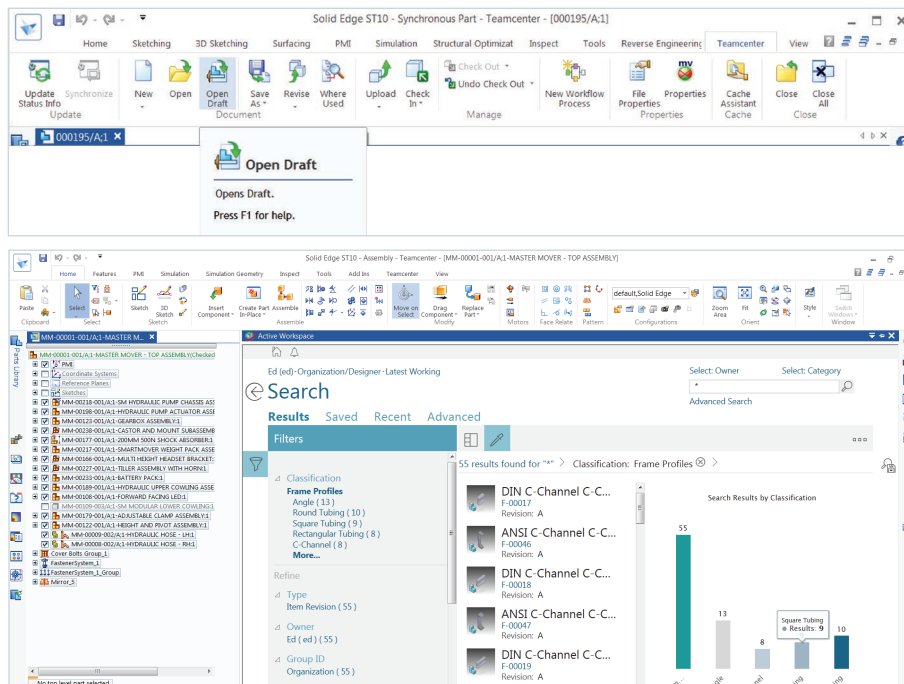 Solid Edge ST10 - Synchronous Part - Teamcenter - [000195/A;1]
Home Sketching 3D Sketching Surfacing PMI Simulation Structural Optimizat Inspect Tools Reverse Engineering Teamcenter View
Update Status Info Synchronize New Open Open Draft Save As Revise Where Used Upload Check In Check Out Undo Check Out New Workflow Process File Properties Properties Cache Assistant Close Close All
Update Document Manage Properties Cache Close
000195/A;1
Open Draft
Opens Draft.
Press F1 for help.
Solid Edge ST10 - Assembly - Teamcenter - [MM-00001-001/A;1-MASTER MOVER - TOP ASSEMBLY]
Home Features PMI Simulation Simulation Geometry Inspect Tools Add Ins Teamcenter View
Paste Select Sketch 3D Sketch Insert Component Create Part In-Place Assemble Move on Select Drag Component Replace Part default,Solid Edge Zoom Area Fit Style Switch Windows
Clipboard Select Sketch Assemble Modify Motors Face Relate Pattern Configurations Orient Window
MM-00001-001/A;1-MASTER M...
Parts Library
MM-00001-001/A;1-MASTER MOVER - TOP ASSEMBLY(Checked
PMI
Coordinate Systems
Reference Planes
Sketches
MM-00218-001/A;1-SM HYDRAULIC PUMP CHASSIS AS
MM-00198-001/A;1-HYDRAULIC PUMP ACTUATOR ASSE
MM-00123-001/A;1-GEARBOX ASSEMBLY:1
MM-00238-001/A;1-CASTOR AND MOUNT SUBASSEMB
MM-00177-001/A;1-200MM 500N SHOCK ABSORBER:1
MM-00217-001/A;1-SMARTMOVER WEIGHT PACK ASSE
MM-00166-001/A;1-MULTI HEIGHT HEADSET BRACKET:
MM-00227-001/A;1-TILLER ASSEMBLY WITH HORN:1
MM-00233-001/A;1-BATTERY PACK:1
MM-00189-001/A;1-HYDRAULIC UPPER COWLING ASSE
MM-00108-001/A;1-FORWARD FACING LED:1
MM-00109-003/A;1-SM MODULAR LOWER COWLING:1
MM-00179-001/A;1-ADJUSTABLE CLAMP ASSEMBLY:1
MM-00122-001/A;1-HEIGHT AND PIVOT ASSEMBLY:1
MM-00009-002/A;1-HYDRAULIC HOSE - LH:1
MM-00008-002/A;1-HYDRAULIC HOSE - RH:1
Cover Bolts Group_1
FastenerSystem_1
FastenerSystem_1_Group
Mirror_5
No top level part selected
Active Workspace
Ed (ed)-Organization/Designer-Latest Working
Search
Select: Owner Select: Category
*
Advanced Search
Results Saved Recent Advanced
Filters
Classification
Frame Profiles
Angle ( 13 )
Round Tubing ( 10 )
Square Tubing ( 9 )
Rectangular Tubing ( 8 )
C-Channel ( 8 )
More...
Refine
Type
Item Revision ( 55 )
Owner
Ed ( ed ) ( 55 )
Group ID
Organization ( 55 )
55 results found for "*" > Classification: Frame Profiles
DIN C-Channel C-C...
F-00017
Revision: A
ANSI C-Channel C-C...
F-00046
Revision: A
DIN C-Channel C-C...
F-00018
Revision: A
ANSI C-Channel C-C...
F-00047
Revision: A
DIN C-Channel C-C...
F-00019
Revision: A
Search Results by Classification
55
13
8
Square Tubing
Results: 9
10